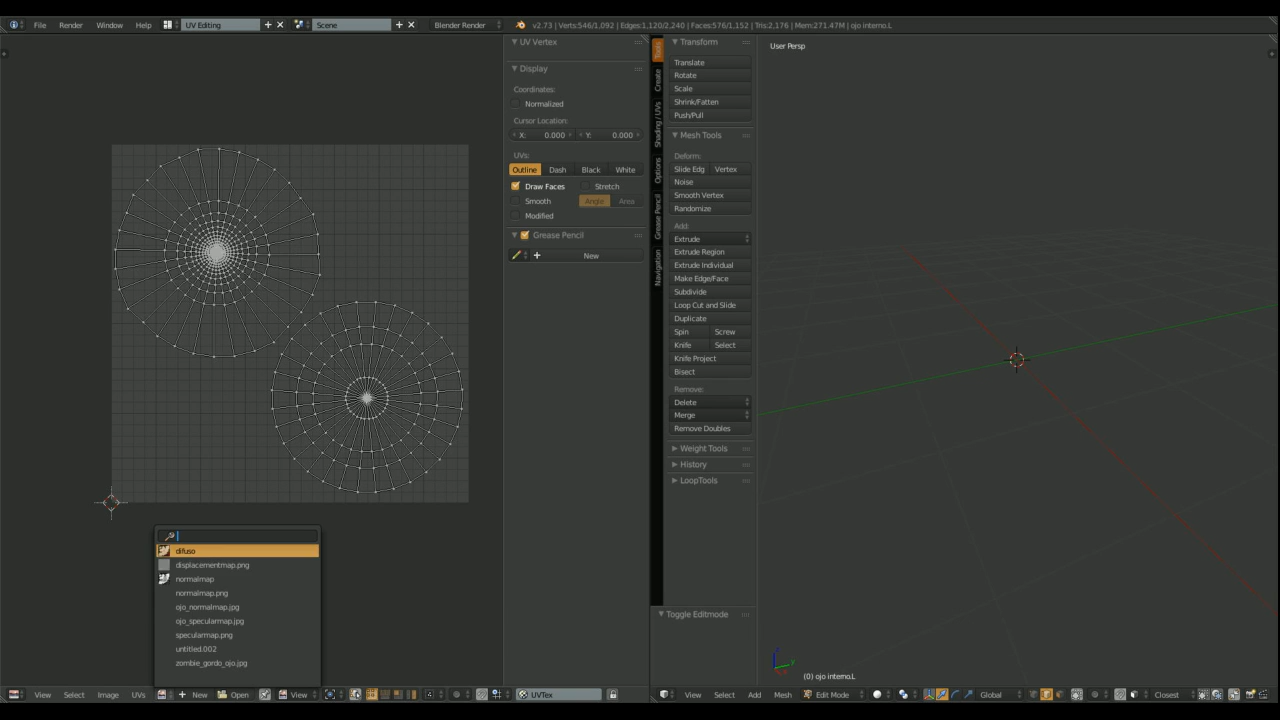 File Render Window Help UV Editing Scene Blender Render v2.73 | Verts:546/1,092 | Edges:1,120/2,240 | Faces:576/1,152 | Tris:2,176 | Mem:271.47M | ojo interno.L
UV Vertex
Display
Coordinates:
Normalized
Cursor Location:
X: 0.000 Y: 0.000
UVs:
Outline Dash Black White
Draw Faces Stretch
Smooth Angle Area
Modified
Grease Pencil
New
Tools
Create
Shading / UVs
Options
Grease Pencil
Navigation
Transform
Translate
Rotate
Scale
Shrink/Fatten
Push/Pull
Mesh Tools
Deform:
Slide Edg Vertex
Noise
Smooth Vertex
Randomize
Add:
Extrude
Extrude Region
Extrude Individual
Make Edge/Face
Subdivide
Loop Cut and Slide
Duplicate
Spin Screw
Knife Select
Knife Project
Bisect
Remove:
Delete
Merge
Remove Doubles
Weight Tools
History
LoopTools
Toggle Editmode
User Persp
(0) ojo interno.L
difuso
displacementmap.png
normalmap
normalmap.png
ojo_normalmap.jpg
ojo_specularmap.jpg
specularmap.png
untitled.002
zombie_gordo_ojo.jpg
View Select Image UVs New Open View UVTex
View Select Add Mesh Edit Mode Global Closest